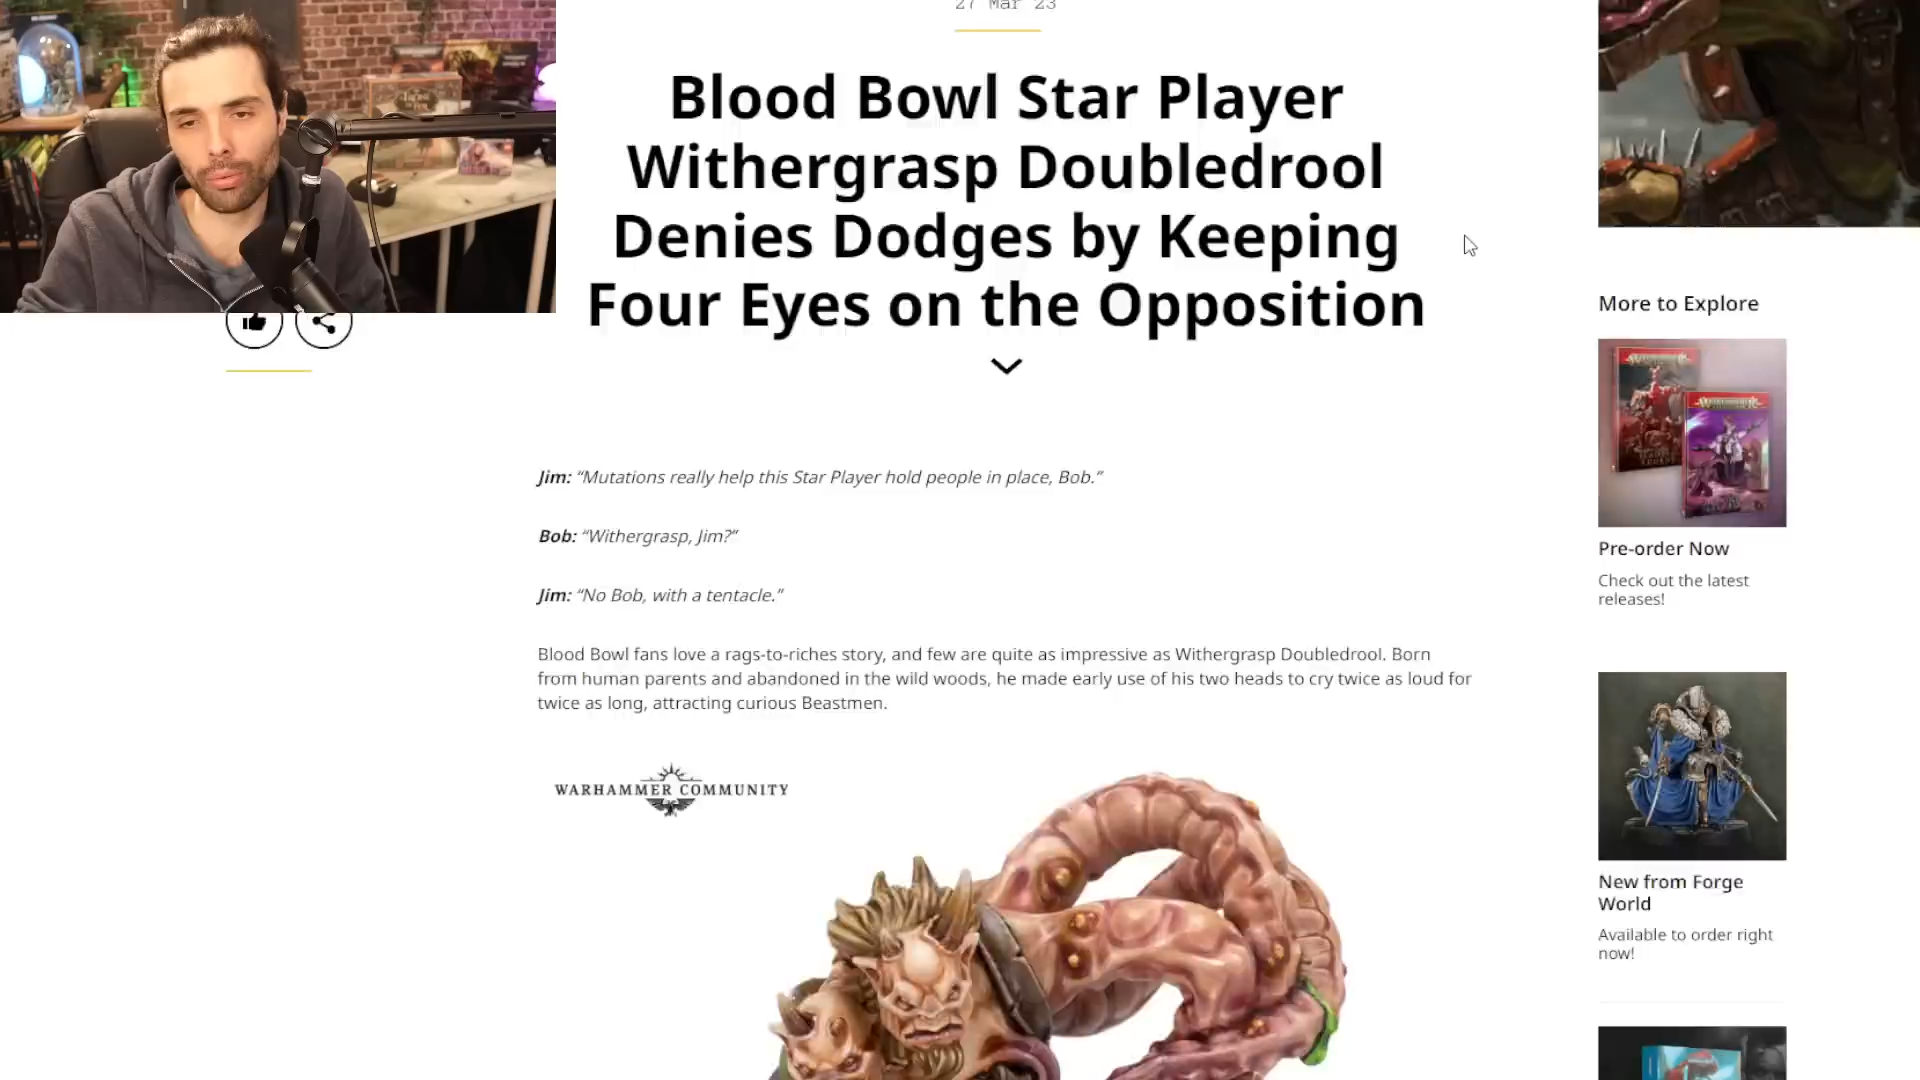 27 Mar 23
Blood Bowl Star Player
Withergrasp Doubledrool
Denies Dodges by Keeping
Four Eyes on the Opposition
Jim: “Mutations really help this Star Player hold people in place, Bob.”
Bob: “Withergrasp, Jim?”
Jim: “No Bob, with a tentacle.”
Blood Bowl fans love a rags-to-riches story, and few are quite as impressive as Withergrasp Doubledrool. Born
from human parents and abandoned in the wild woods, he made early use of his two heads to cry twice as loud for
twice as long, attracting curious Beastmen.
WARHAMMER COMMUNITY
More to Explore
WARHAMMER
WARHAMMER
Pre-order Now
Check out the latest
releases!
New from Forge
World
Available to order right
now!